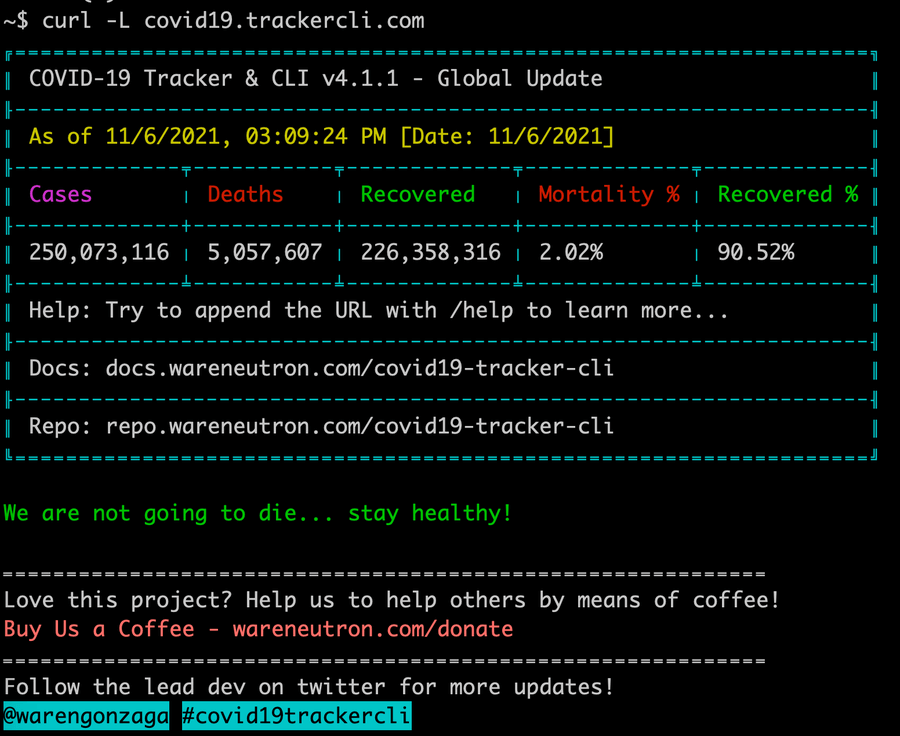 ~$ curl -L covid19.trackercli.com
COVID-19 Tracker & CLI v4.1.1 - Global Update
As of 11/6/2021, 03:09:24 PM [Date: 11/6/2021]
Cases Deaths Recovered Mortality % Recovered %
250,073,116 5,057,607 226,358,316 2.02% 90.52%
Help: Try to append the URL with /help to learn more...
Docs: docs.wareneutron.com/covid19-tracker-cli
Repo: repo.wareneutron.com/covid19-tracker-cli
We are not going to die... stay healthy!
Love this project? Help us to help others by means of coffee!
Buy Us a Coffee - wareneutron.com/donate
Follow the lead dev on twitter for more updates!
@warengonzaga #covid19trackercli